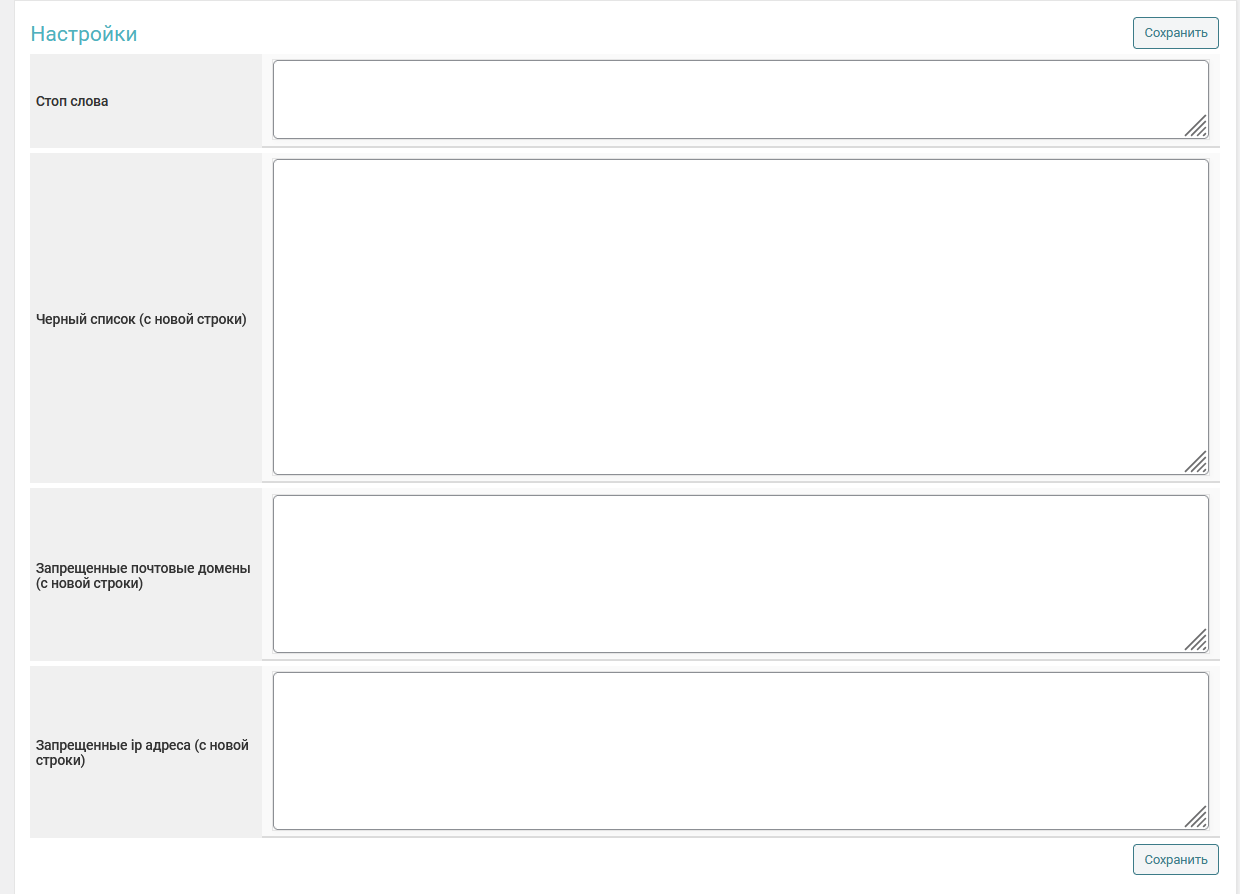 Настройки
Сохранить
Стоп слова
Черный список (с новой строки)
Запрещенные почтовые домены
(с новой строки)
Запрещенные ip адреса (с новой
строки)
Сохранить